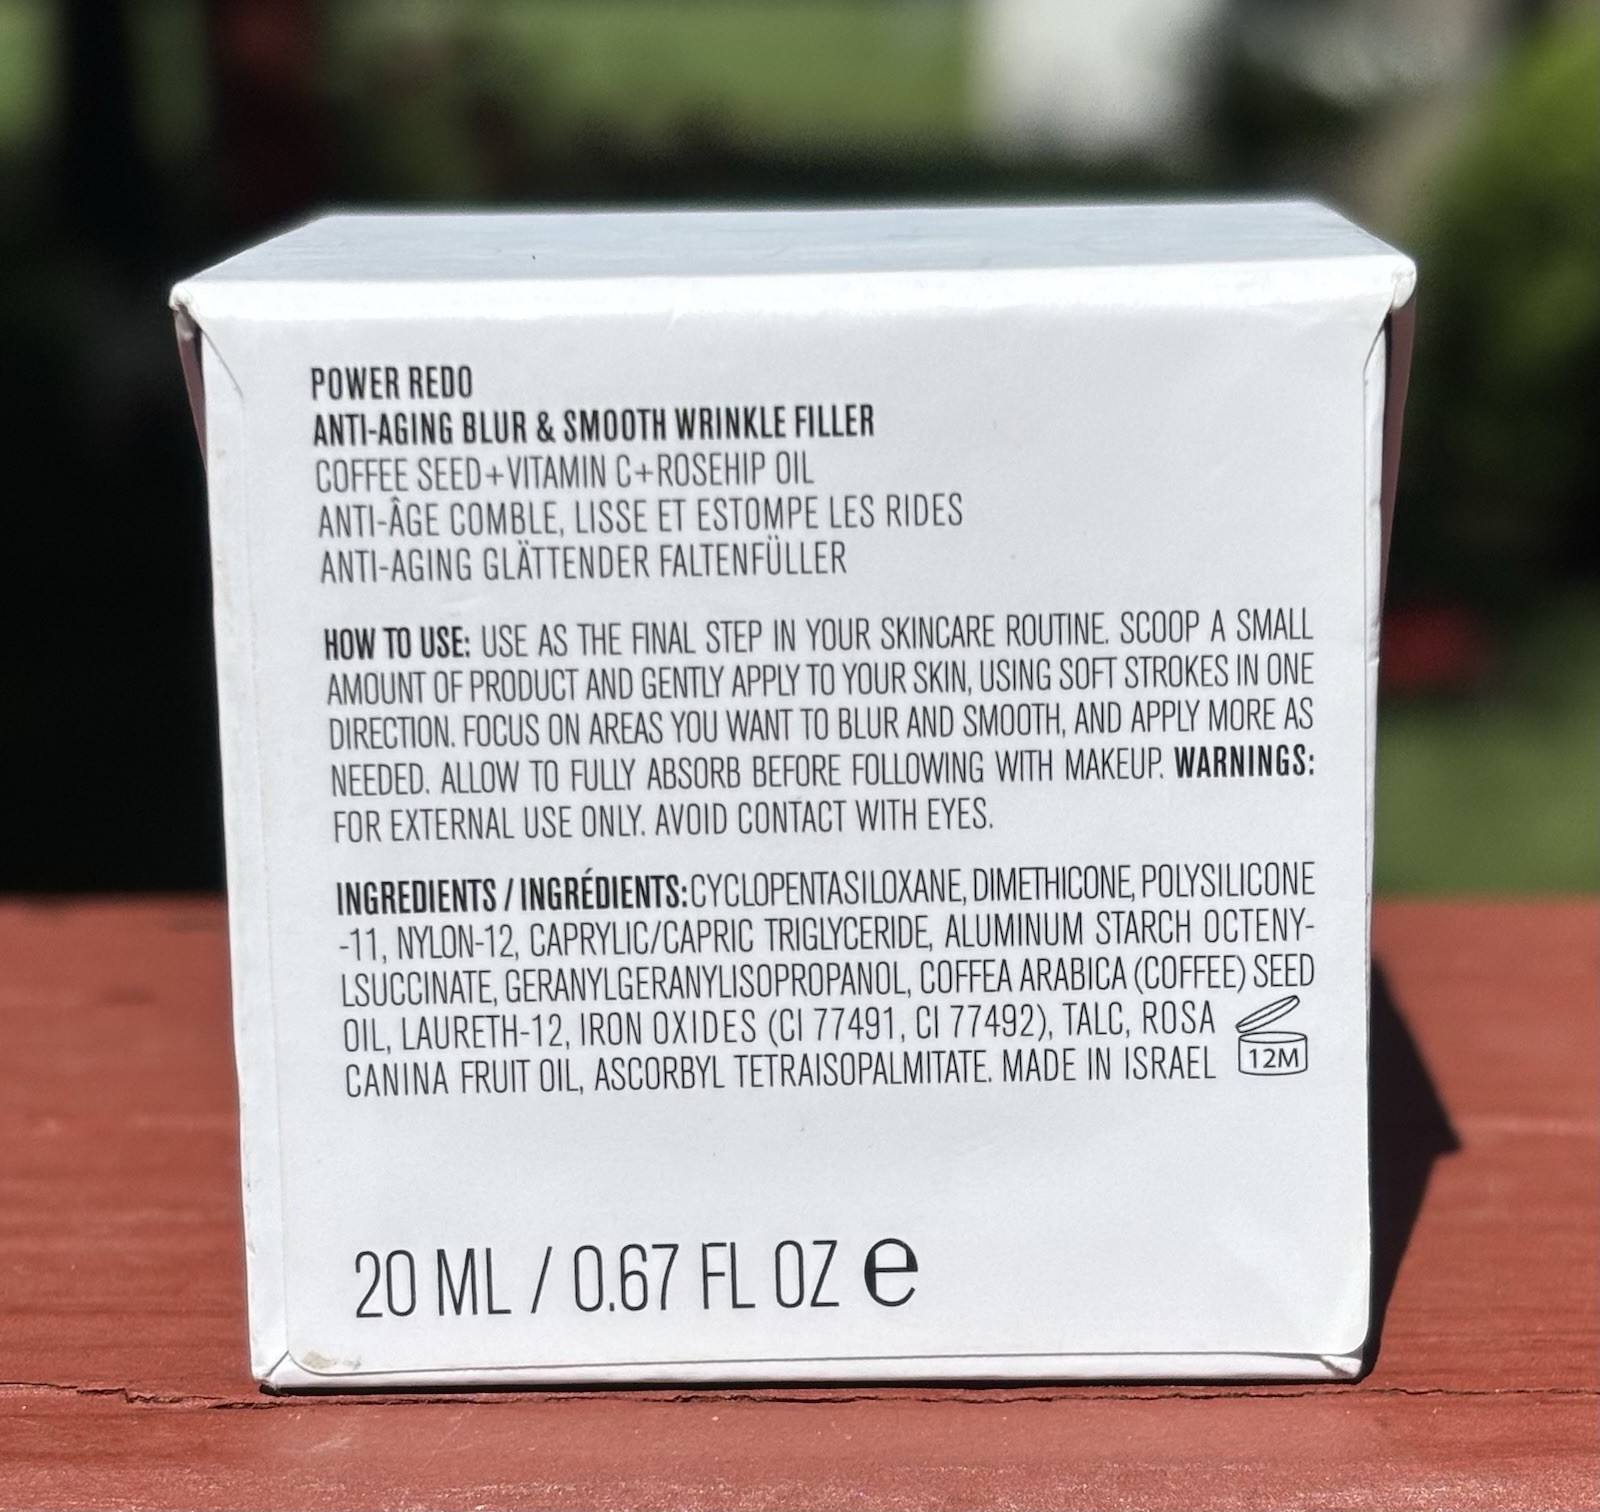 POWER REDO
ANTI-AGING BLUR & SMOOTH WRINKLE FILLER
COFFEE SEED+VITAMIN C+ROSEHIP OIL
ANTI-ÂGE COMBLE, LISSE ET ESTOMPE LES RIDES
ANTI-AGING GLÄTTENDER FALTENFÜLLER
HOW TO USE: USE AS THE FINAL STEP IN YOUR SKINCARE ROUTINE. SCOOP A SMALL
AMOUNT OF PRODUCT AND GENTLY APPLY TO YOUR SKIN, USING SOFT STROKES IN ONE
DIRECTION. FOCUS ON AREAS YOU WANT TO BLUR AND SMOOTH, AND APPLY MORE AS
NEEDED. ALLOW TO FULLY ABSORB BEFORE FOLLOWING WITH MAKEUP. WARNINGS:
FOR EXTERNAL USE ONLY. AVOID CONTACT WITH EYES.
INGREDIENTS / INGRÉDIENTS:CYCLOPENTASILOXANE, DIMETHICONE, POLYSILICONE
-11, NYLON-12, CAPRYLIC/CAPRIC TRIGLYCERIDE, ALUMINUM STARCH OCTENY-
LSUCCINATE, GERANYLGERANYLISOPROPANOL, COFFEA ARABICA (COFFEE) SEED
OIL, LAURETH-12, IRON OXIDES (CI 77491, CI 77492), TALC, ROSA
CANINA FRUIT OIL, ASCORBYL TETRAISOPALMITATE. MADE IN ISRAEL
12M
20 ML / 0.67 FL OZ e